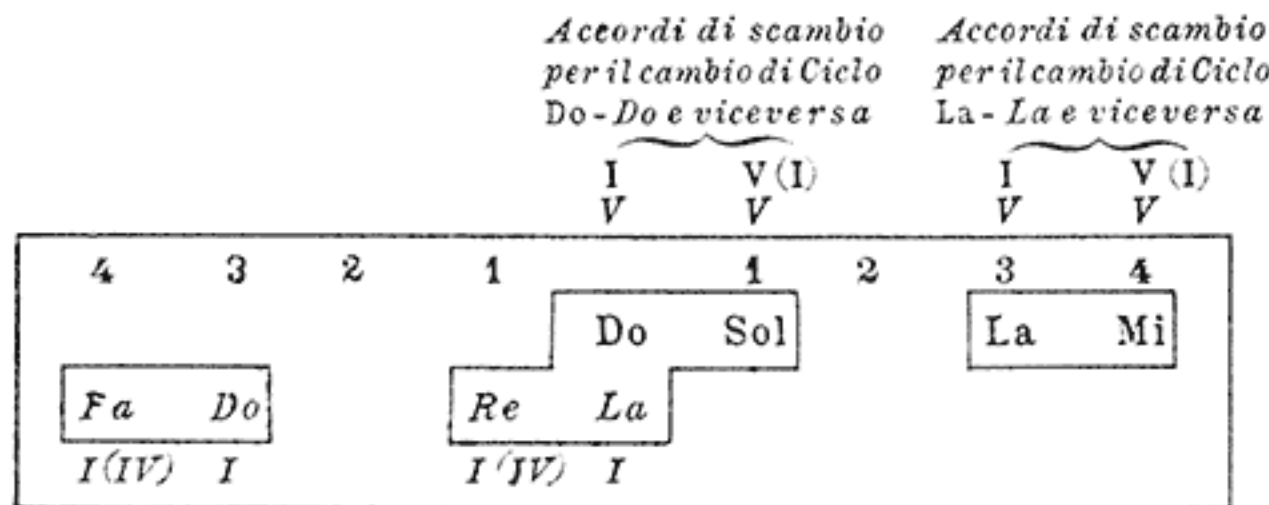 Accordi di scambio Accordi di scambio
per il cambio di Ciclo per il cambio di Ciclo
Do - Do e viceversa La - La e viceversa
I V (I) I V (I)
V V V V
4 3 2 1 1 2 3 4
Do Sol La Mi
Fa Do Re La
I (IV) I I (IV) I